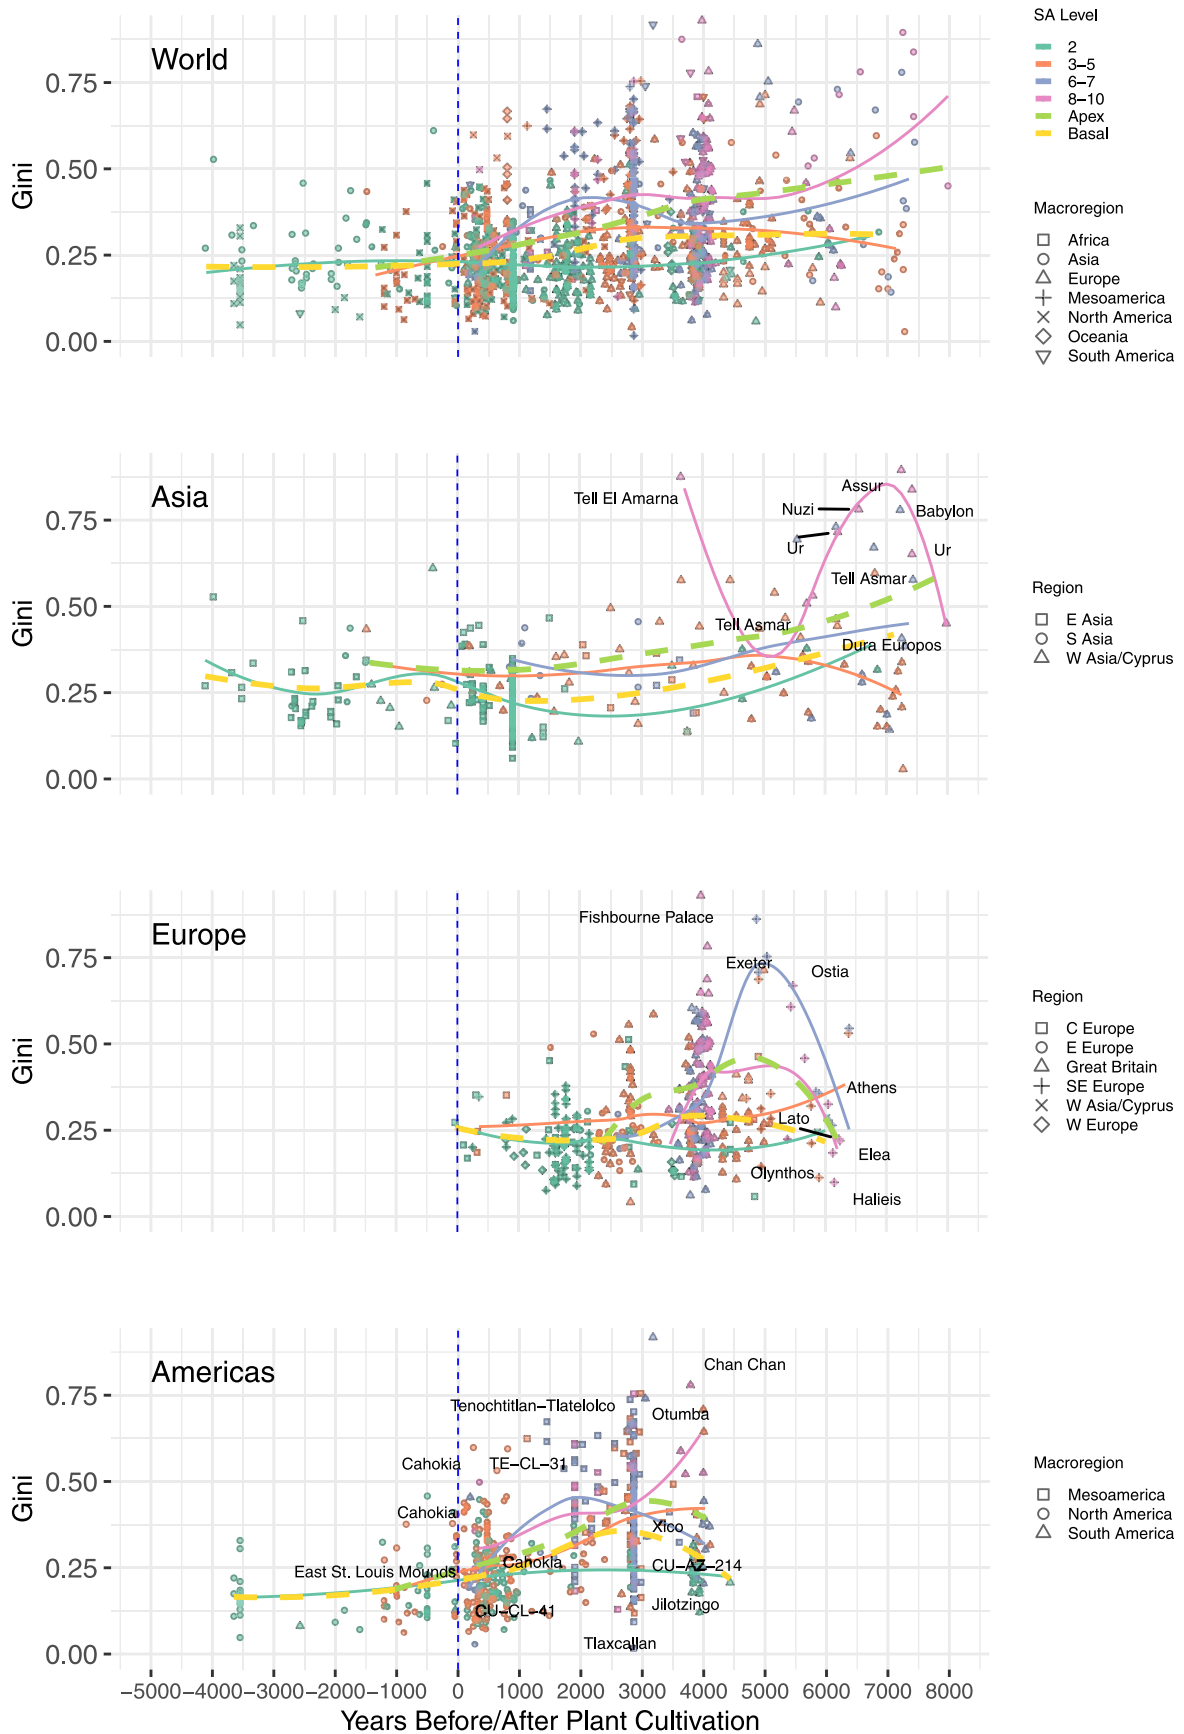 World
Gini
0.75
0.50
0.25
0.00
SA Level
2
3–5
6–7
8–10
Apex
Basal
Macroregion
Africa
Asia
Europe
Mesoamerica
North America
Oceania
South America
Asia
Gini
0.75
0.50
0.25
0.00
Tell El Amarna
Assur
Nuzi
Babylon
Ur
Ur
Tell Asmar
Tell Asmar
Dura Europos
Region
E Asia
S Asia
W Asia/Cyprus
Europe
Gini
0.75
0.50
0.25
0.00
Fishbourne Palace
Exeter
Ostia
Athens
Lato
Elea
Olynthos
Halieis
Region
C Europe
E Europe
Great Britain
SE Europe
W Asia/Cyprus
W Europe
Americas
Gini
0.75
0.50
0.25
0.00
Chan Chan
Tenochtitlan–Tlatelolco
Otumba
Cahokia
TE–CL–31
Cahokia
Xico
Cahokia
CU–AZ–214
East St. Louis Mounds
Jilotzingo
CU–CL–41
Tlaxcallan
Macroregion
Mesoamerica
North America
South America
−5000 −4000 −3000 −2000 −1000 0 1000 2000 3000 4000 5000 6000 7000 8000
Years Before/After Plant Cultivation